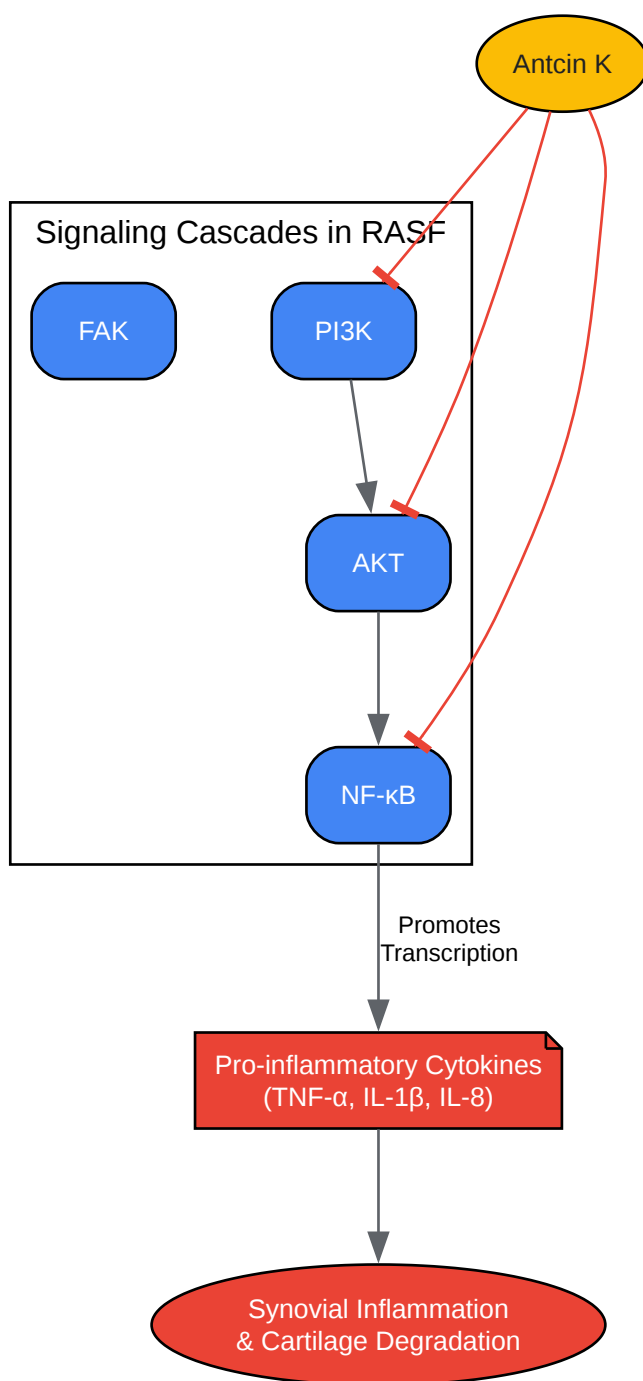 Antcin K
Signaling Cascades in RASF
FAK
PI3K
AKT
NF-κB
Promotes
Transcription
Pro-inflammatory Cytokines
(TNF-α, IL-1β, IL-8)
Synovial Inflammation
& Cartilage Degradation